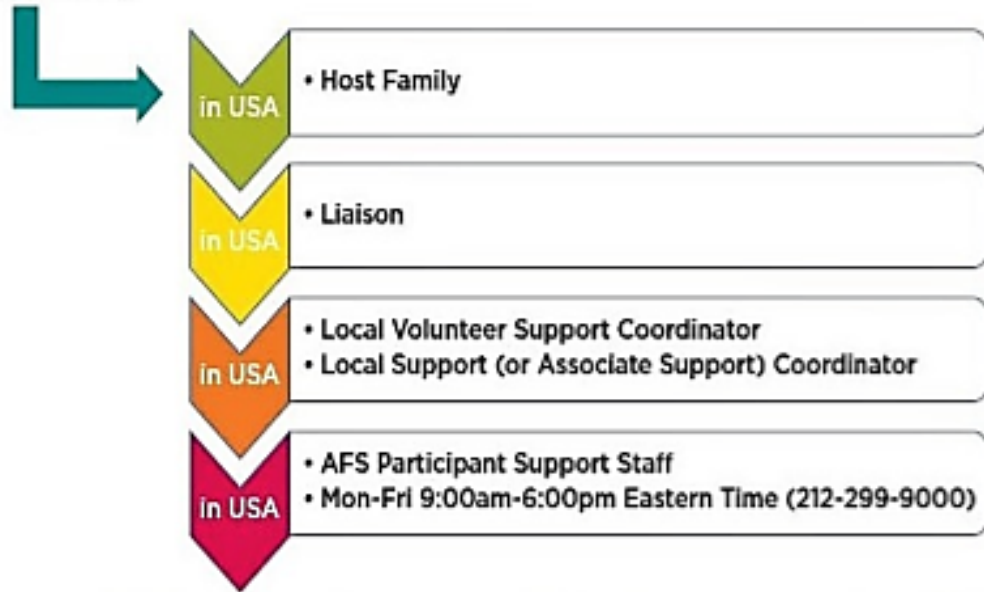 in USA
• Host Family
in USA
• Liaison
in USA
• Local Volunteer Support Coordinator
• Local Support (or Associate Support) Coordinator
in USA
• AFS Participant Support Staff
• Mon-Fri 9:00am-6:00pm Eastern Time (212-299-9000)